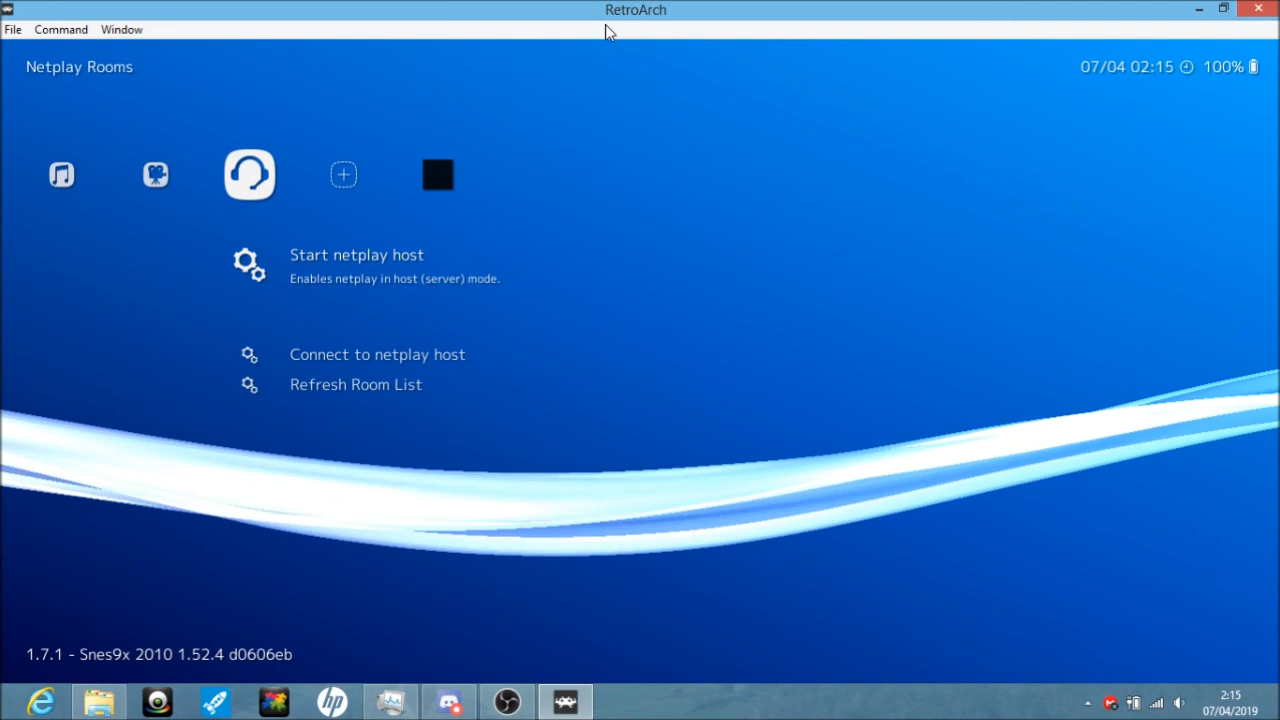 RetroArch
File Command Window
Netplay Rooms
07/04 02:15 100%
Start netplay host
Enables netplay in host (server) mode.
Connect to netplay host
Refresh Room List
1.7.1 - Snes9x 2010 1.52.4 d0606eb
hp
2:15
07/04/2019